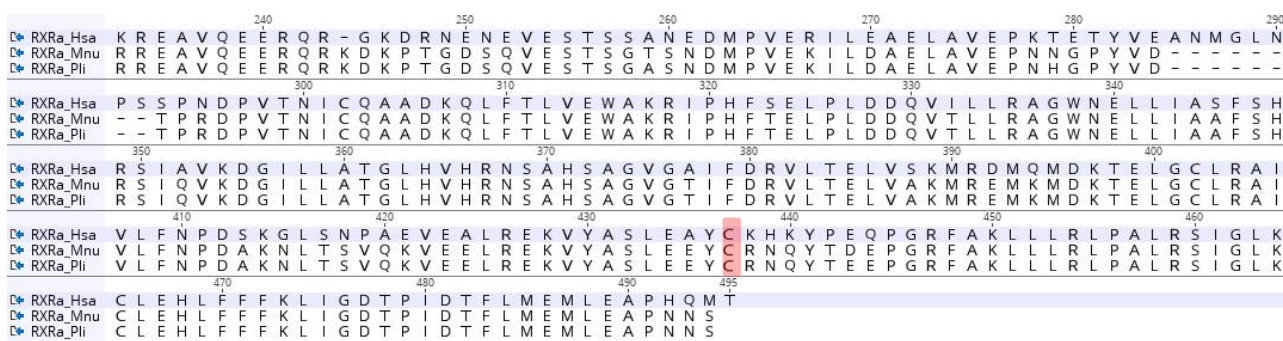 240 250 260 270 280 290
RXRa_Hsa K R E A V Q E E R Q R - G K D R N E N E V E S T S S A N E D M P V E R I L E A E L A V E P K T E T Y V E A N M G L N
RXRa_Mnu R R E A V Q E E R Q R K D K P T G D S Q V E S T S G T S N D M P V E K I L D A E L A V E P N N G P Y V D - - - - - -
RXRa_Pli R R E A V Q E E R Q R K D K P T G D S Q V E S T S G A S N D M P V E K I L D A E L A V E P N H G P Y V D - - - - - -
300 310 320 330 340
RXRa_Hsa P S S P N D P V T N I C Q A A D K Q L F T L V E W A K R I P H F S E L P L D D Q V I L L R A G W N E L L I A S F S H
RXRa_Mnu - - T P R D P V T N I C Q A A D K Q L F T L V E W A K R I P H F T E L P L D D Q V T L L R A G W N E L L I A A F S H
RXRa_Pli - - T P R D P V T N I C Q A A D K Q L F T L V E W A K R I P H F T E L P L D D Q V T L L R A G W N E L L I A A F S H
350 360 370 380 390 400
RXRa_Hsa R S I A V K D G I L L A T G L H V H R N S A H S A G V G A I F D R V L T E L V S K M R D M Q M D K T E L G C L R A I
RXRa_Mnu R S I Q V K D G I L L A T G L H V H R N S A H S A G V G T I F D R V L T E L V A K M R E M K M D K T E L G C L R A I
RXRa_Pli R S I Q V K D G I L L A T G L H V H R N S A H S A G V G T I F D R V L T E L V A K M R E M K M D K T E L G C L R A I
410 420 430 440 450 460
RXRa_Hsa V L F N P D S K G L S N P A E V E A L R E K V Y A S L E A Y C K H K Y P E Q P G R F A K L L L R L P A L R S I G L K
RXRa_Mnu V L F N P D A K N L T S V Q K V E E L R E K V Y A S L E E Y C R N Q Y T D E P G R F A K L L L R L P A L R S I G L K
RXRa_Pli V L F N P D A K N L T S V Q K V E E L R E K V Y A S L E E Y C R N Q Y T E E P G R F A K L L L R L P A L R S I G L K
470 480 490 495
RXRa_Hsa C L E H L F F F K L I G D T P I D T F L M E M L E A P H Q M T
RXRa_Mnu C L E H L F F F K L I G D T P I D T F L M E M L E A P N N S
RXRa_Pli C L E H L F F F K L I G D T P I D T F L M E M L E A P N N S